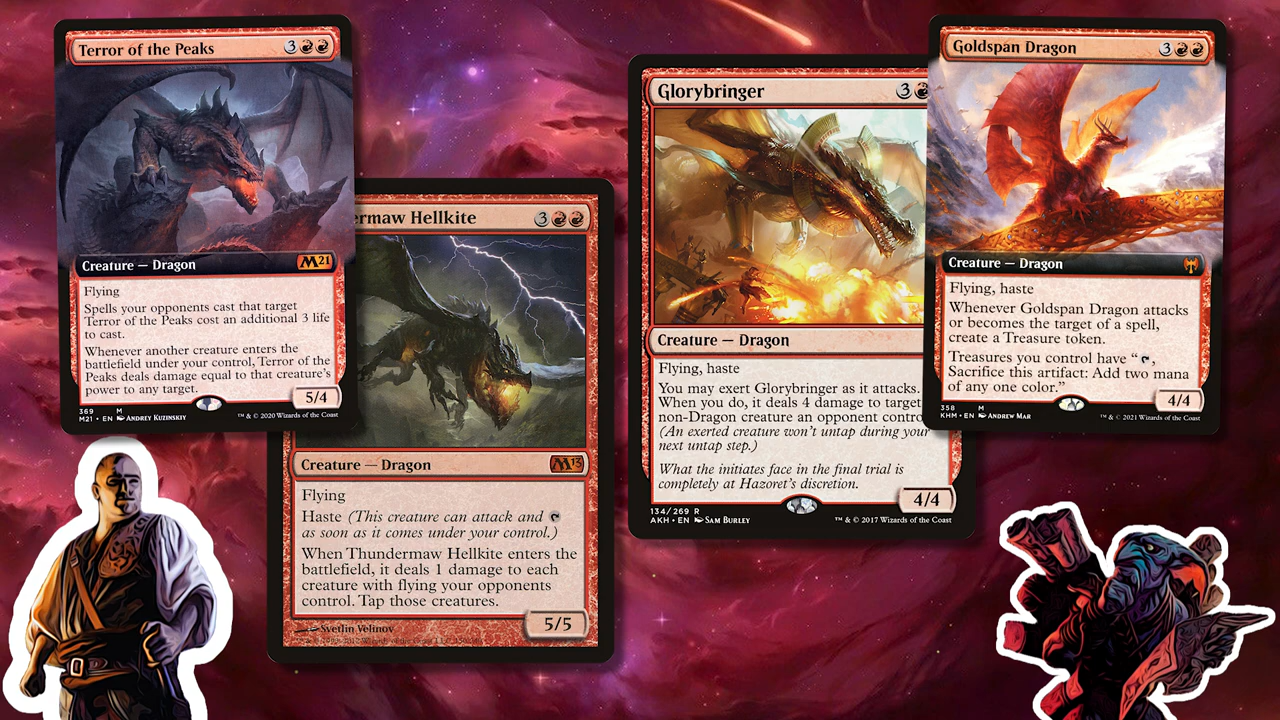 Terror of the Peaks 3
Creature — Dragon M21
Flying
Spells your opponents cast that target
Terror of the Peaks cost an additional 3 life
to cast.
Whenever another creature enters the
battlefield under your control, Terror of the
Peaks deals damage equal to that creature's
power to any target.
5/4
369 M
M21 • EN Andrey Kuzinskiy
™ & © 2020 Wizards of the Coast
ermaw Hellkite 3
Creature — Dragon M13
Flying
Haste (This creature can attack and
as soon as it comes under your control.)
When Thundermaw Hellkite enters the
battlefield, it deals 1 damage to each
creature with flying your opponents
control. Tap those creatures.
5/5
Svetlin Velinov
Glorybringer 3
Creature — Dragon
Flying, haste
You may exert Glorybringer as it attacks.
When you do, it deals 4 damage to target
non-Dragon creature an opponent contro
(An exerted creature won't untap during your
next untap step.)
What the initiates face in the final trial is
completely at Hazoret's discretion.
4/4
134/269 R
AKH • EN Sam Burley
™ & © 2017 Wizards of the Coast
Goldspan Dragon 3
Creature — Dragon
Flying, haste
Whenever Goldspan Dragon attacks
or becomes the target of a spell,
create a Treasure token.
Treasures you control have "
,
Sacrifice this artifact: Add two mana
of any one color."
4/4
358 M
KHM • EN Andrew Mar
™ & © 2021 Wizards of the Coast